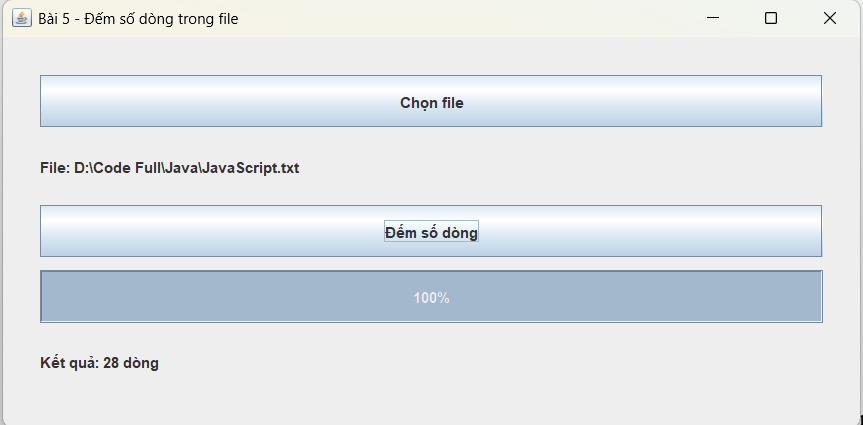 Bài 5 - Đếm số dòng trong file
Chọn file
File: D:\Code Full\Java\JavaScript.txt
Đếm số dòng
100%
Kết quả: 28 dòng